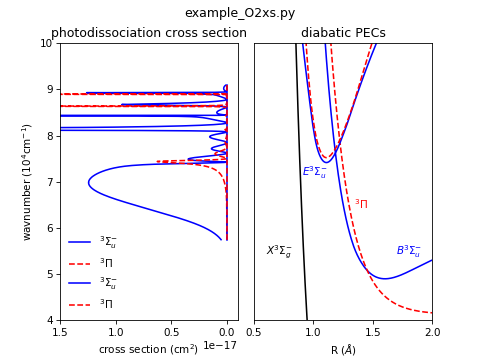 example_O2xs.py
photodissociation cross section
diabatic PECs
wavnumber (10⁴cm⁻¹)
10
9
8
7
6
5
4
³Σᵤ⁻
³Π
³Σᵤ⁻
³Π
1.5 1.0 0.5 0.0
1e−17
cross section (cm²)
E³Σᵤ⁻
³Π
X³Σg⁻
B³Σᵤ⁻
0.5 1.0 1.5 2.0
R (Å)